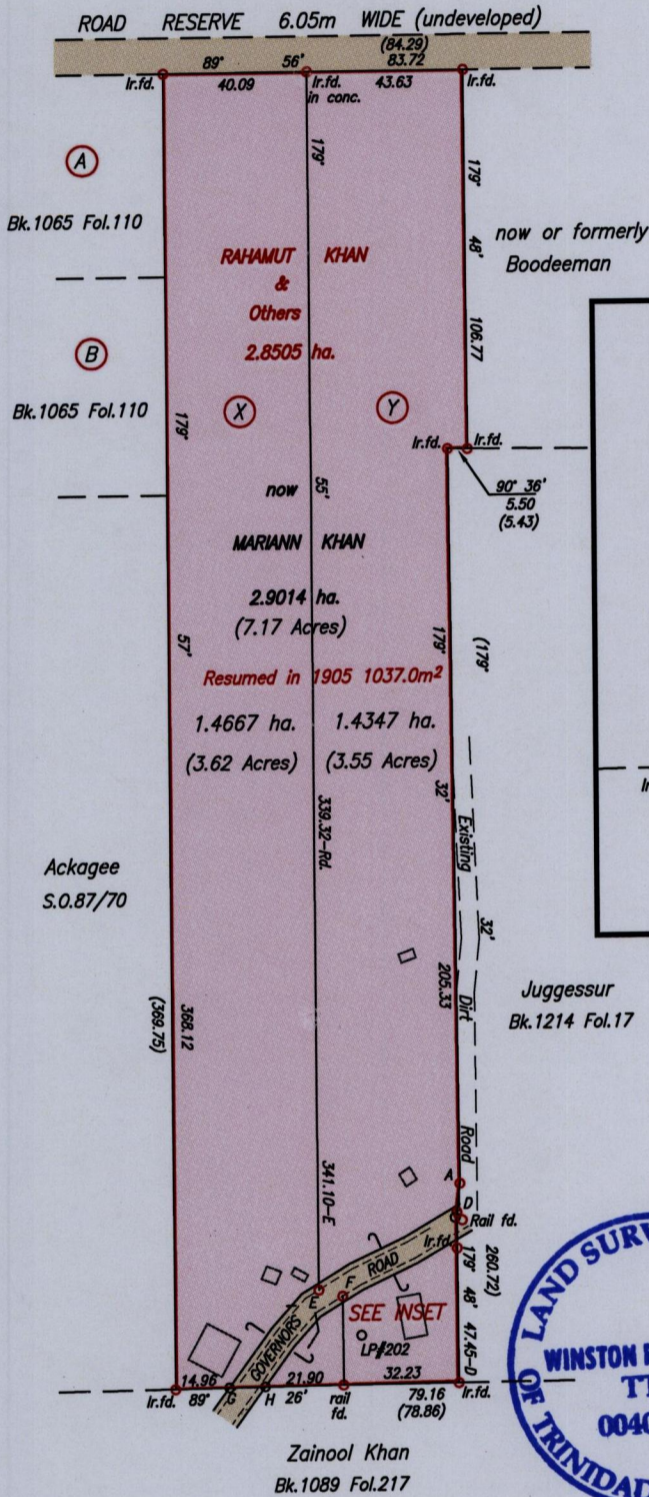 ROAD RESERVE 6.05m WIDE (undeveloped)
(84.29)
89° 56' 83.72
Ir.fd. 40.09 Ir.fd. 43.63 Ir.fd.
in conc.
179'
179'
48'
106.77
A
Bk.1065 Fol.110
now or formerly
Boodeeman
RAHAMUT KHAN
&
Others
2.8505 ha.
B
Bk.1065 Fol.110
X
Y
179'
Ir.fd. Ir.fd.
90° 36'
5.50
(5.43)
now
55'
MARIANN KHAN
2.9014 ha.
(7.17 Acres)
57'
179'
(179'
Resumed in 1905 1037.0m²
1.4667 ha. 1.4347 ha.
(3.62 Acres) (3.55 Acres)
339.32-Rd.
32'
Existing
32'
Dirt
Road
205.33
Ackagee
S.O.87/70
Juggessur
Bk.1214 Fol.17
368.12
(369.75)
341.10-E
A
D
Rail fd.
Ir.fd.
260.72)
179'
48'
47.45-D
GOVERNORS ROAD
E
F
SEE INSET
LP#202
14.96 21.90 32.23
Ir.fd. 89° G H 26' rail 79.16 Ir.fd.
fd. (78.86)
Zainool Khan
Bk.1089 Fol.217
LAND SURV
WINSTON
TT
004
OF TRINIDAD